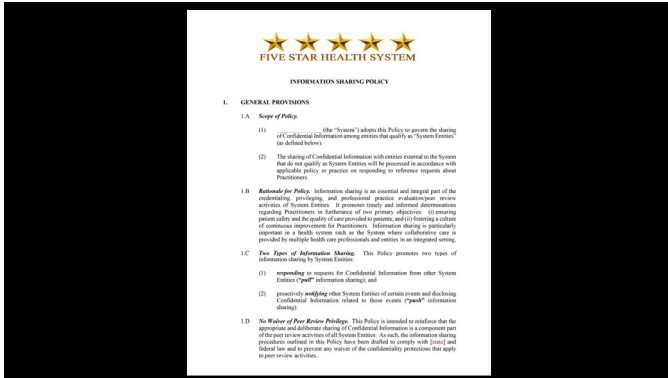 FIVE STAR HEALTH SYSTEM
INFORMATION SHARING POLICY
I. GENERAL PROVISIONS
1.A Scope of Policy.
(1) ____________ (the "System") adopts this Policy to govern the sharing
of Confidential Information among entities that qualify as "System Entities"
(as defined below).
(2) The sharing of Confidential Information with entities external to the System
that do not qualify as System Entities will be processed in accordance with
applicable policy or practice on responding to reference requests about
Practitioners.
1.B Rationale for Policy. Information sharing is an essential and integral part of the
credentialing, privileging, and professional practice evaluation/peer review
activities of System Entities. It promotes timely and informed determinations
regarding Practitioners in furtherance of two primary objectives: (i) ensuring
patient safety and the quality of care provided to patients; and (ii) fostering a culture
of continuous improvement for Practitioners. Information sharing is particularly
important in a health system such as the System where collaborative care is
provided by multiple health care professionals and entities in an integrated setting.
1.C Two Types of Information Sharing. This Policy promotes two types of
information sharing by System Entities:
(1) responding to requests for Confidential Information from other System
Entities ("pull" information sharing); and
(2) proactively notifying other System Entities of certain events and disclosing
Confidential Information related to those events ("push" information
sharing).
1.D No Waiver of Peer Review Privilege. This Policy is intended to reinforce that the
appropriate and deliberate sharing of Confidential Information is a component part
of the peer review activities of all System Entities. As such, the information sharing
procedures outlined in this Policy have been drafted to comply with [state] and
federal law and to prevent any waiver of the confidentiality protections that apply
to peer review activities.